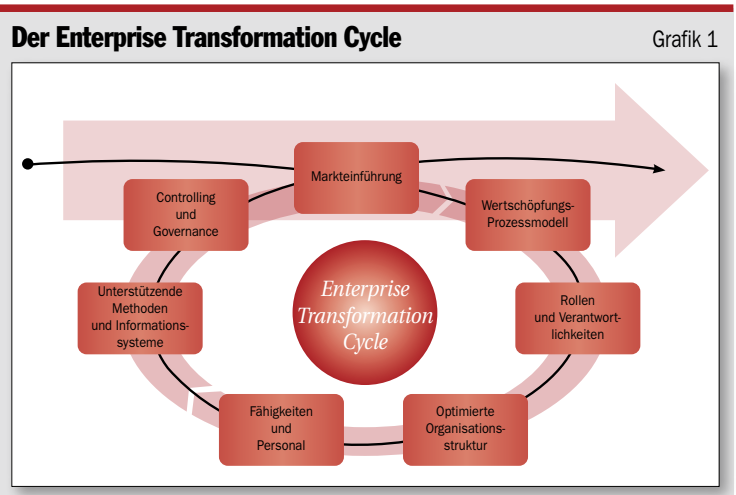 Der Enterprise Transformation Cycle
Grafik 1
Markteinführung
Controlling
und
Governance
Wertschöpfungs-
Prozessmodell
Unterstützende
Methoden
und Informations-
systeme
Enterprise
Transformation
Cycle
Rollen
und Verantwort-
lichkeiten
Fähigkeiten
und
Personal
Optimierte
Organisations-
struktur